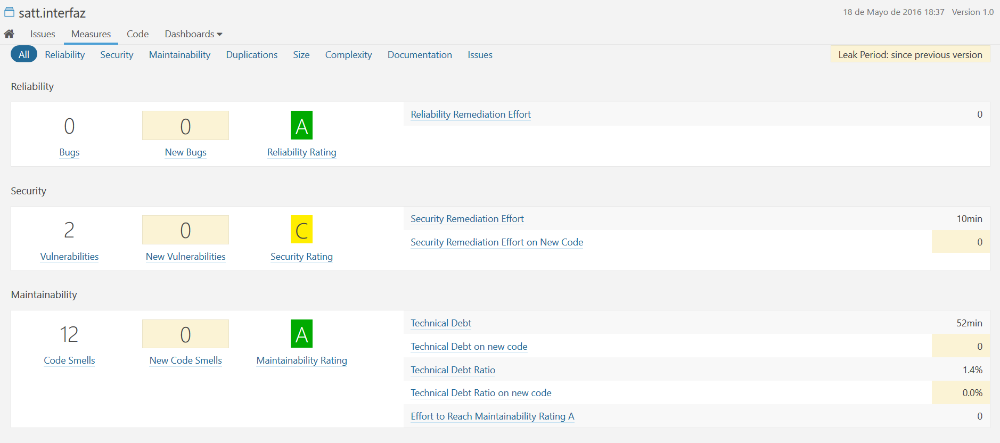 satt.interfaz
18 de Mayo de 2016 18:37 Version 1.0
Issues Measures Code Dashboards
All Reliability Security Maintainability Duplications Size Complexity Documentation Issues
Leak Period: since previous version
Reliability
0 0 A
Bugs New Bugs Reliability Rating
Reliability Remediation Effort 0
Security
2 0 C
Vulnerabilities New Vulnerabilities Security Rating
Security Remediation Effort 10min
Security Remediation Effort on New Code 0
Maintainability
12 0 A
Code Smells New Code Smells Maintainability Rating
Technical Debt 52min
Technical Debt on new code 0
Technical Debt Ratio 1.4%
Technical Debt Ratio on new code 0.0%
Effort to Reach Maintainability Rating A 0